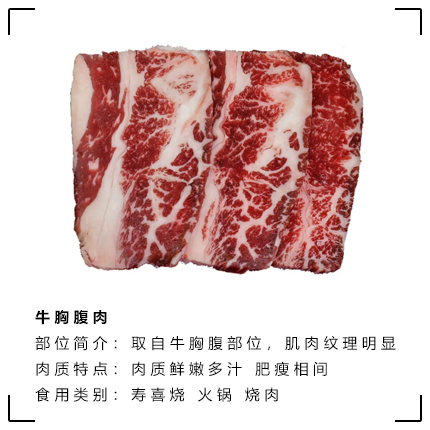 牛胸腹肉
部位简介：取自牛胸腹部位，肌肉纹理明显
肉质特点：肉质鲜嫩多汁 肥瘦相间
食用类别：寿喜烧 火锅 烧肉